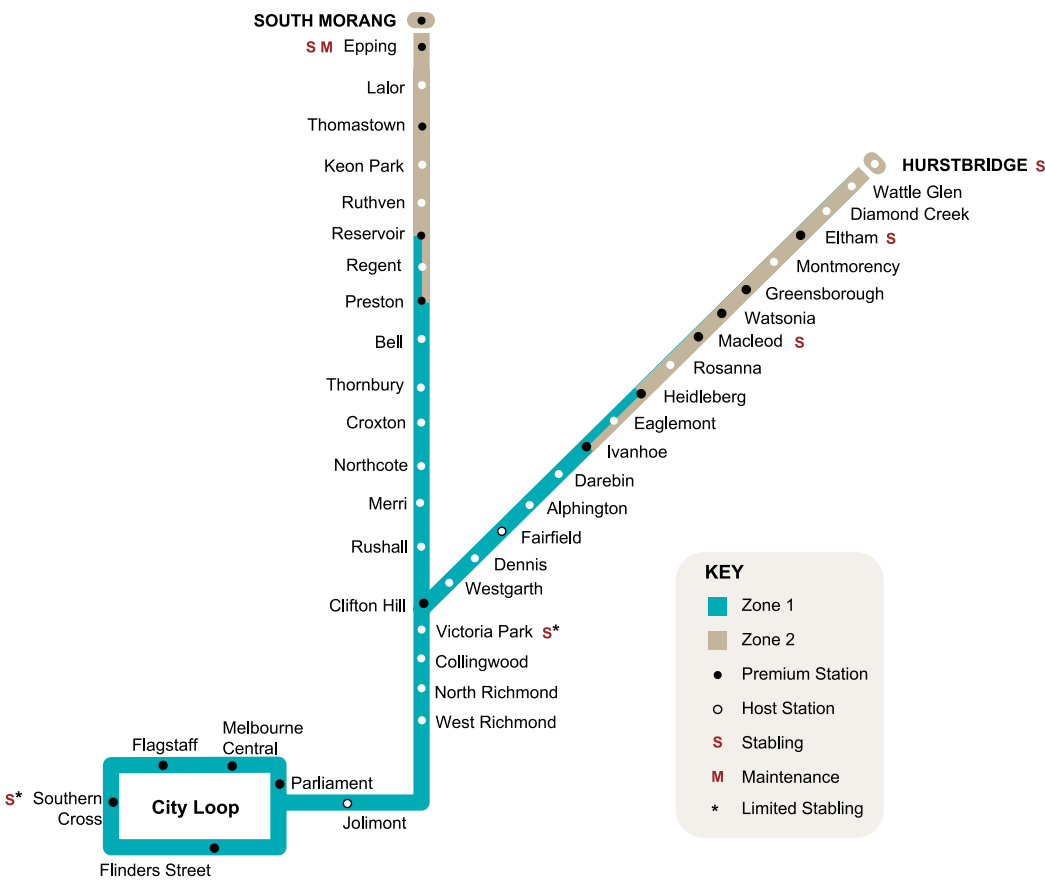 SOUTH MORANG
S M Epping
Lalor
Thomastown
Keon Park
Ruthven
Reservoir
Regent
Preston
Bell
Thornbury
Croxton
Northcote
Merri
Rushall
Clifton Hill
HURSTBRIDGE S
Wattle Glen
Diamond Creek
Eltham S
Montmorency
Greensborough
Watsonia
Macleod S
Rosanna
Heidleberg
Eaglemont
Ivanhoe
Darebin
Alphington
Fairfield
Dennis
Westgarth
Victoria Park S*
Collingwood
North Richmond
West Richmond
Melbourne
Central
Flagstaff
Parliament
S* Southern
Cross
City Loop
Jolimont
Flinders Street
KEY
Zone 1
Zone 2
Premium Station
Host Station
S Stabling
M Maintenance
* Limited Stabling